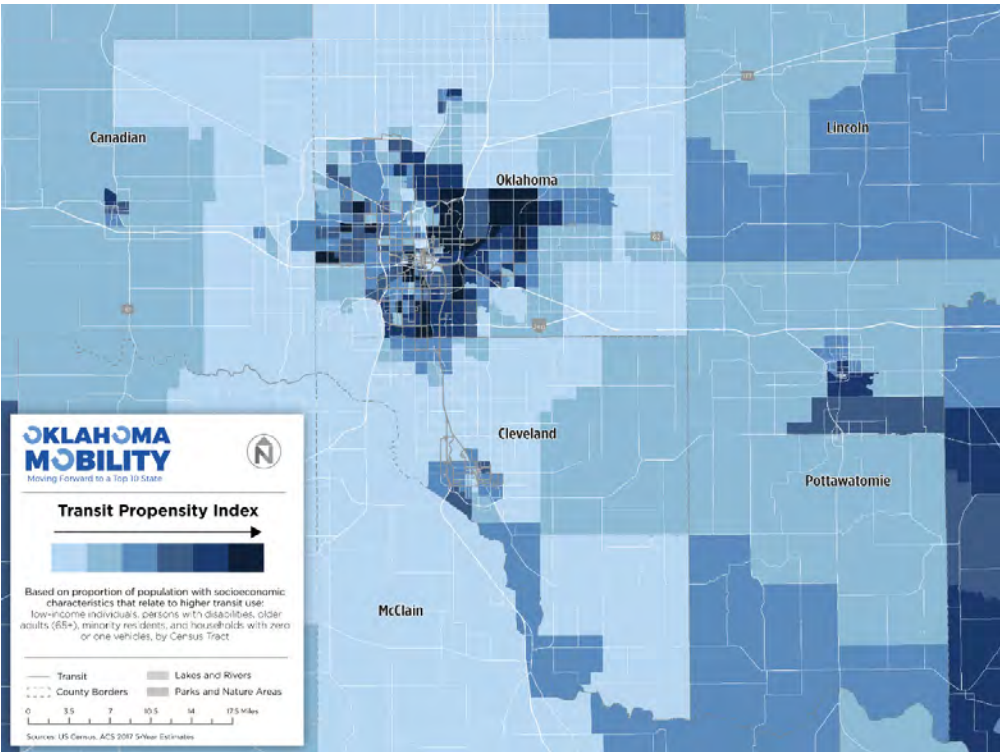 Canadian
Lincoln
Oklahoma
Cleveland
Pottawatomie
McClain
OKLAHOMA
MOBILITY
Moving Forward to a Top 10 State
N
Transit Propensity Index
Based on proportion of population with socioeconomic
characteristics that relate to higher transit use:
low-income individuals, persons with disabilities, older
adults (65+), minority residents, and households with zero
or one vehicles, by Census Tract
Transit
Lakes and Rivers
County Borders
Parks and Nature Areas
0 3.5 7 10.5 14 17.5 Miles
Sources: US Census, ACS 2017 5-Year Estimates